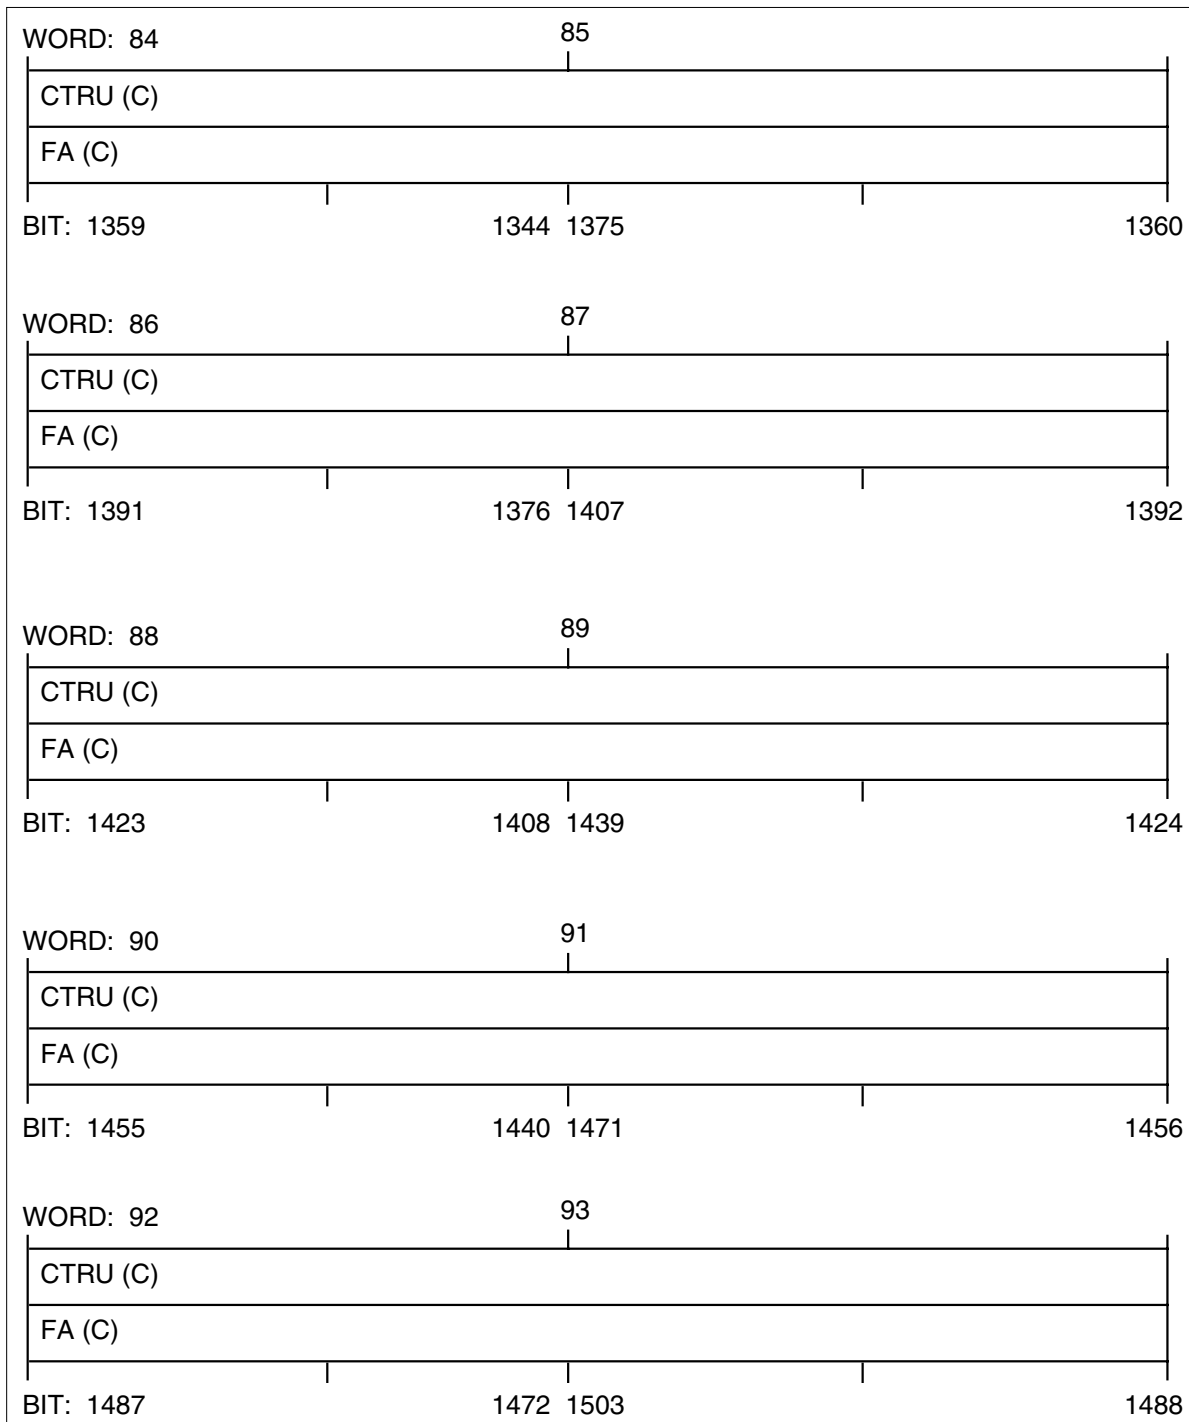 WORD: 84 85
CTRU (C)
FA (C)
BIT: 1359 1344 1375 1360
WORD: 86 87
CTRU (C)
FA (C)
BIT: 1391 1376 1407 1392
WORD: 88 89
CTRU (C)
FA (C)
BIT: 1423 1408 1439 1424
WORD: 90 91
CTRU (C)
FA (C)
BIT: 1455 1440 1471 1456
WORD: 92 93
CTRU (C)
FA (C)
BIT: 1487 1472 1503 1488